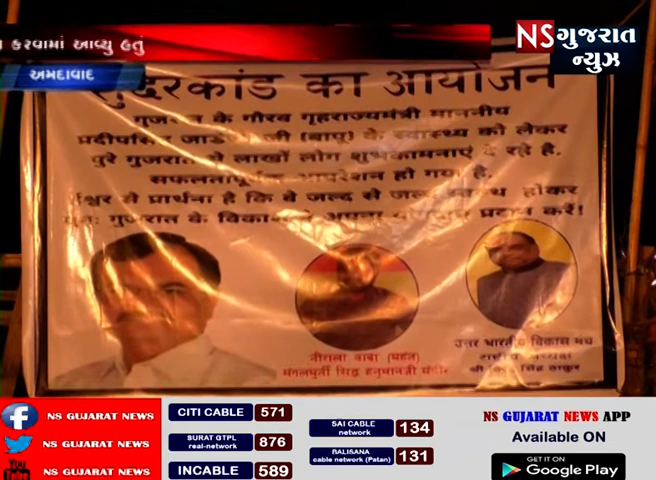 કરવામાં આવ્યુ હતું
NS ગુજરાત
ન્યુઝ
અમદાવાદ
सुंदरकांड का आयोजन
गुजरात के गौरव गृहराज्यमंत्री माननीय
प्रदीपसिंह जाडेजा जी (बापू) के स्वास्थ्य को लेकर
पुरे गुजरात से लाखों लोग शुभकामनाएं दे रहे है.
सफलतापूर्वक आपरेशन हो गया है.
ईश्वर से प्रार्थना है कि वे जल्द से जल्द स्वस्थ होकर
पुनः गुजरात के विकास में अपना प्रदान करें!
नीराला बाबा (महंत)
मंगलमुर्ती सिद्ध हनुमानजी मंदीर
उत्तर भारतीय विकास मंच
NS GUJARAT NEWS
NS GUJARAT NEWS
NS GUJARAT NEWS
You
Tube
CITI CABLE 571
SURAT GTPL
real-network 876
INCABLE 589
SAI CABLE
network 134
BALISANA
cable network (Patan) 131
NS GUJARAT NEWS APP
Available ON
GET IT ON
Google Play